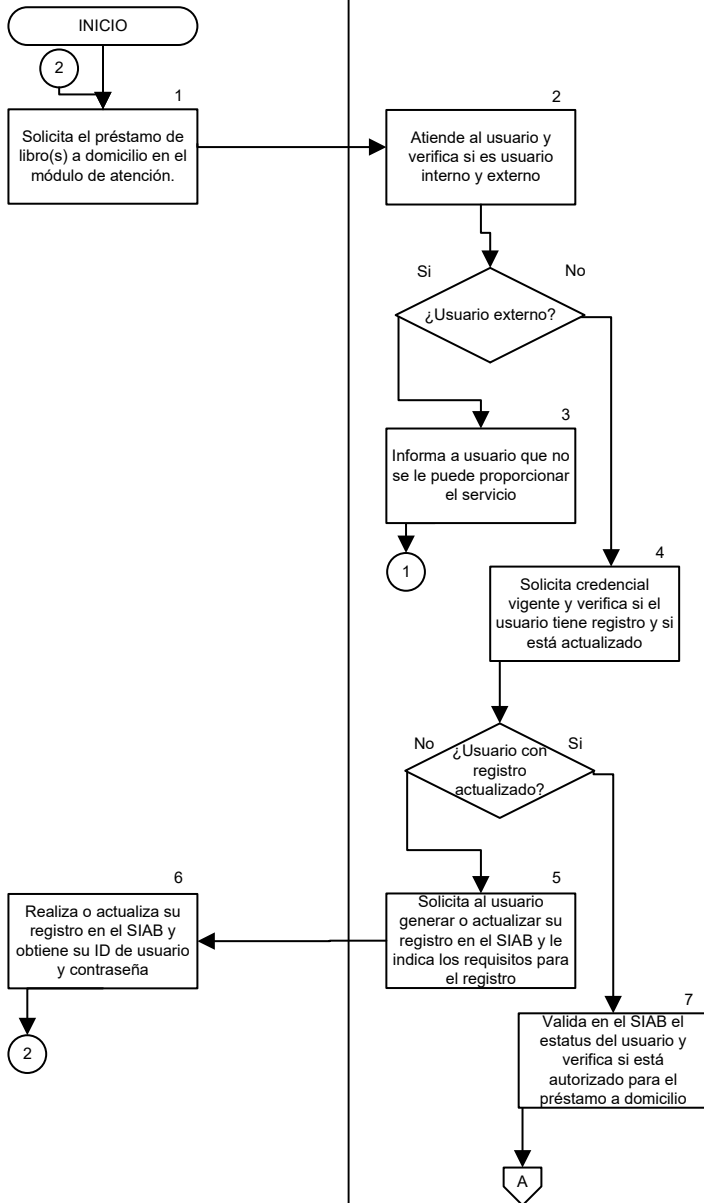 INICIO
2
1
Solicita el préstamo de
libro(s) a domicilio en el
módulo de atención.
2
Atiende al usuario y
verifica si es usuario
interno y externo
Si
No
¿Usuario externo?
3
Informa a usuario que no
se le puede proporcionar
el servicio
1
4
Solicita credencial
vigente y verifica si el
usuario tiene registro y si
está actualizado
No
Si
¿Usuario con
registro
actualizado?
5
Solicita al usuario
generar o actualizar su
registro en el SIAB y le
indica los requisitos para
el registro
6
Realiza o actualiza su
registro en el SIAB y
obtiene su ID de usuario
y contraseña
2
7
Valida en el SIAB el
estatus del usuario y
verifica si está
autorizado para el
préstamo a domicilio
A